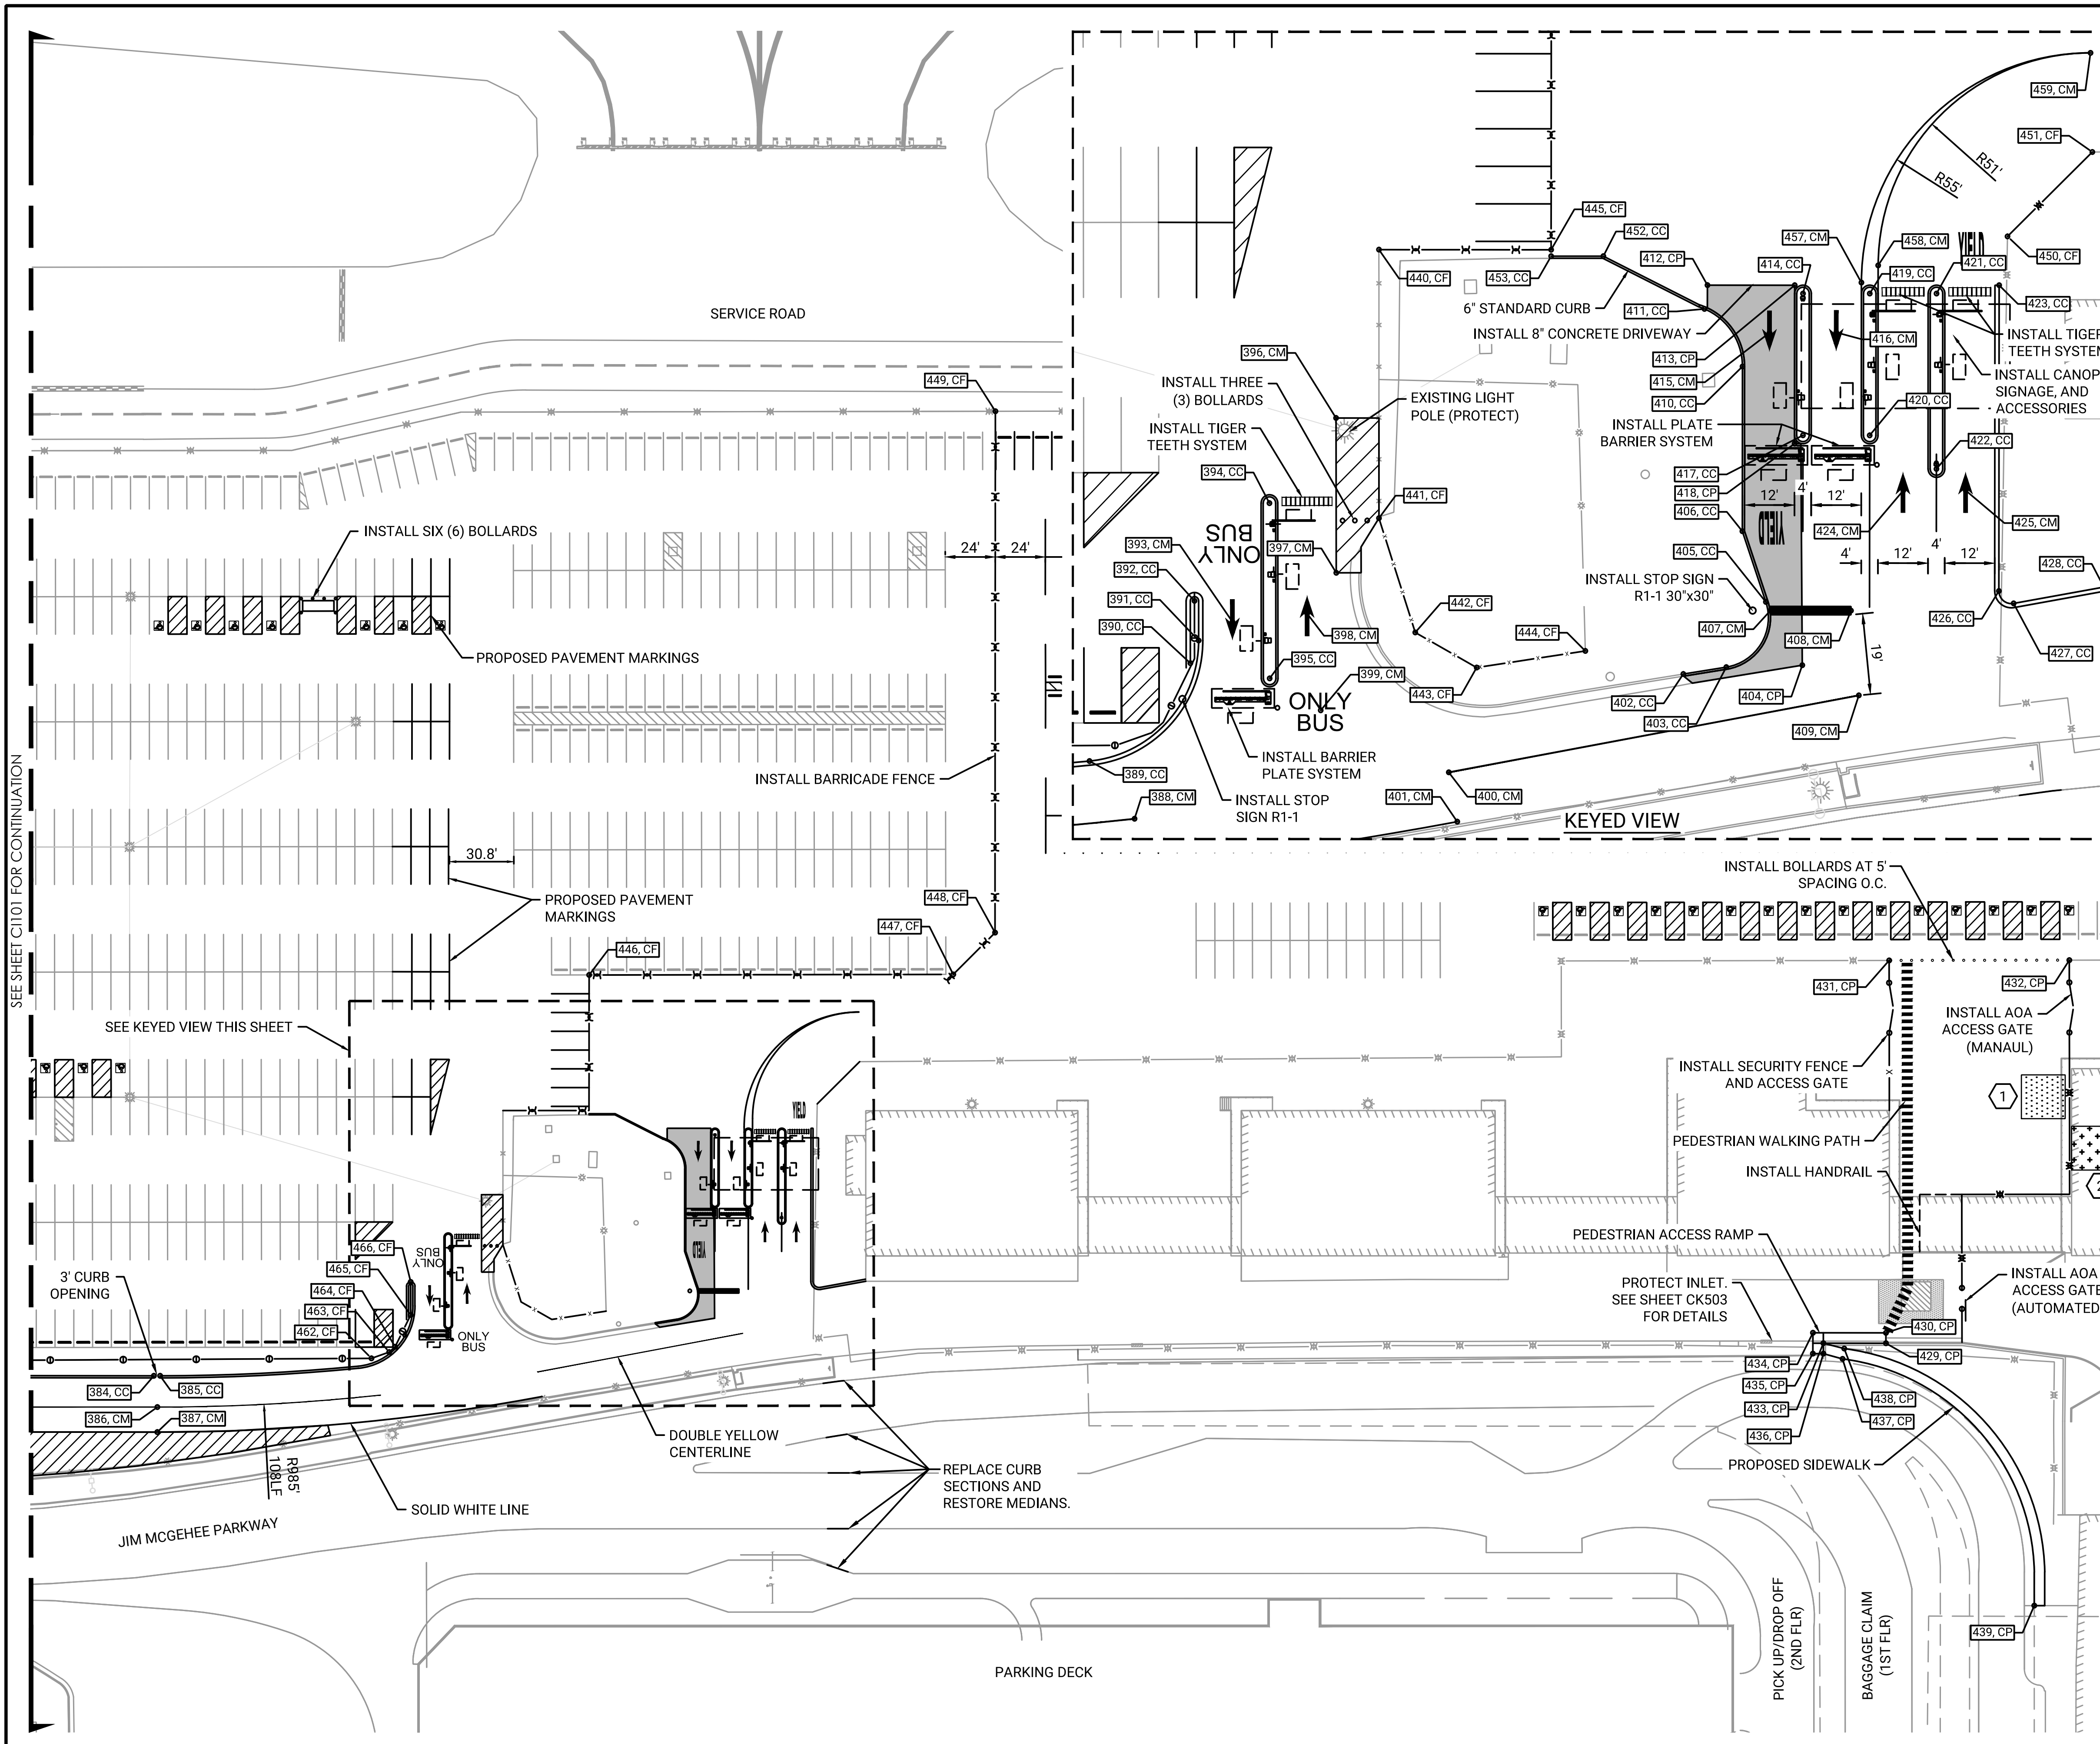 SEE SHEET CI101 FOR CONTINUATION
SERVICE ROAD
449, CF
INSTALL SIX (6) BOLLARDS
24'
24'
PROPOSED PAVEMENT MARKINGS
INSTALL BARRICADE FENCE
30.8'
PROPOSED PAVEMENT
MARKINGS
448, CF
447, CF
446, CF
SEE KEYED VIEW THIS SHEET
459, CM
451, CF
R51'
R55'
445, CF
452, CC
457, CM
458, CM
YIELD
450, CF
440, CF
453, CC
412, CP
414, CC
419, CC
421, CC
423, CC
6" STANDARD CURB
411, CC
INSTALL 8" CONCRETE DRIVEWAY
416, CM
INSTALL TIGER
TEETH SYSTEM
396, CM
413, CP
415, CM
410, CC
INSTALL THREE
(3) BOLLARDS
EXISTING LIGHT
POLE (PROTECT)
INSTALL CANOP
SIGNAGE, AND
ACCESSORIES
420, CC
INSTALL TIGER
TEETH SYSTEM
INSTALL PLATE
BARRIER SYSTEM
422, CC
394, CC
417, CC
418, CP
12'
4'
12'
441, CF
406, CC
YIELD
424, CM
425, CM
BUS
ONLY
393, CM
397, CM
405, CC
4'
12'
4'
12'
392, CC
428, CC
391, CC
INSTALL STOP SIGN
R1-1 30"x30"
390, CC
442, CF
398, CM
444, CF
407, CM
408, CM
426, CC
19'
427, CC
395, CC
399, CM
443, CF
402, CC
404, CP
403, CC
409, CM
ONLY
BUS
INSTALL BARRIER
PLATE SYSTEM
389, CC
388, CM
INSTALL STOP
SIGN R1-1
401, CM
400, CM
KEYED VIEW
INSTALL BOLLARDS AT 5'
SPACING O.C.
431, CP
432, CP
INSTALL AOA
ACCESS GATE
(MANAUL)
INSTALL SECURITY FENCE
AND ACCESS GATE
1
PEDESTRIAN WALKING PATH
INSTALL HANDRAIL
YIELD
PEDESTRIAN ACCESS RAMP
466, CF
BUS
ONLY
YIELD
465, CF
3' CURB
OPENING
464, CF
463, CF
462, CF
ONLY
BUS
PROTECT INLET.
SEE SHEET CK503
FOR DETAILS
INSTALL AOA
ACCESS GATE
(AUTOMATED
430, CP
429, CP
434, CP
435, CP
438, CP
433, CP
437, CP
436, CP
384, CC
385, CC
386, CM
387, CM
DOUBLE YELLOW
CENTERLINE
R985'
108LF
REPLACE CURB
SECTIONS AND
RESTORE MEDIANS.
PROPOSED SIDEWALK
SOLID WHITE LINE
JIM MCGEHEE PARKWAY
PICK UP/DROP OFF
(2ND FLR)
BAGGAGE CLAIM
(1ST FLR)
439, CP
PARKING DECK